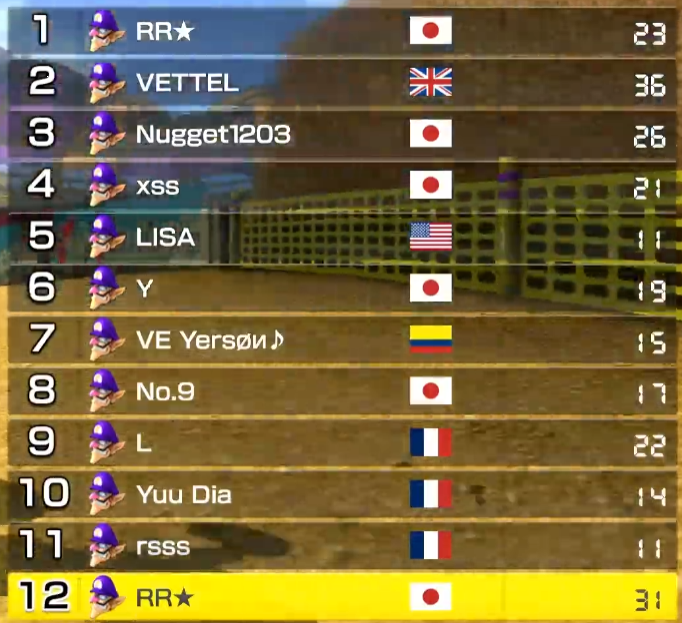 1 RR★ 23
2 VETTEL 36
3 Nugget1203 26
4 xss 21
5 LISA 11
6 Y 19
7 VE Yersøи♪ 15
8 No.9 17
9 L 22
10 Yuu Dia 14
11 rsss 11
12 RR★ 31